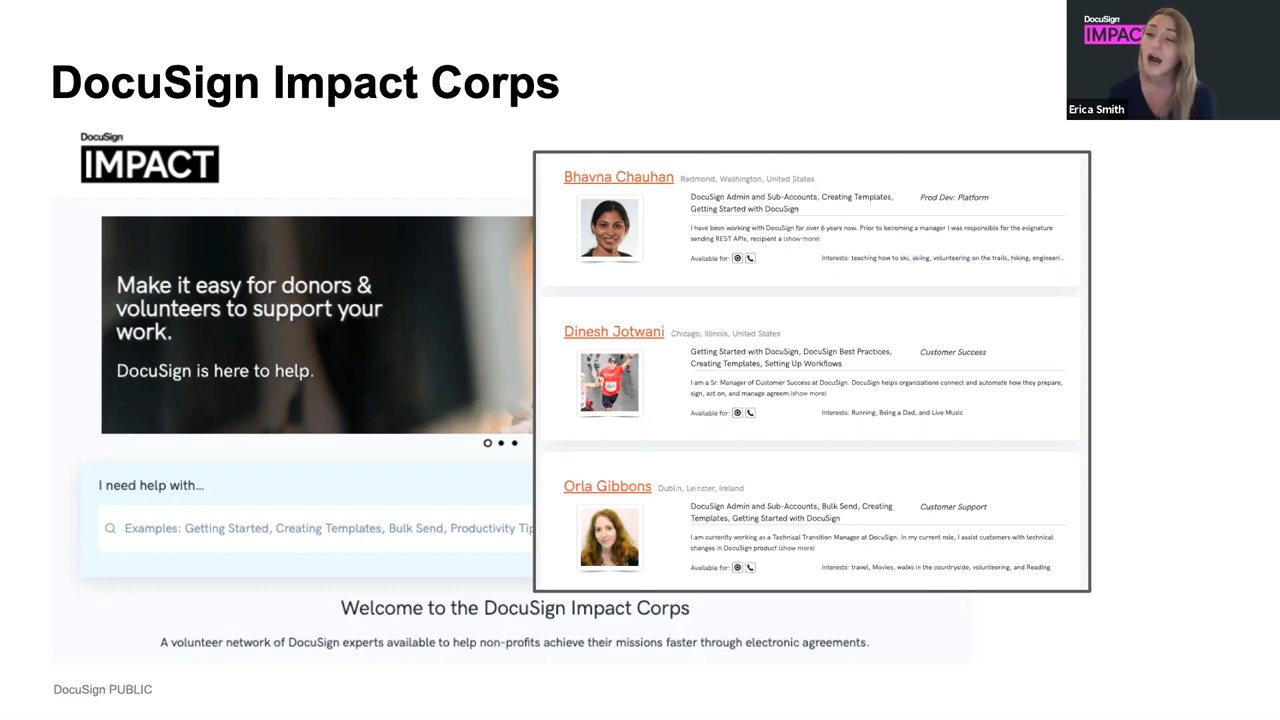 DocuSign Impact Corps
DocuSign
IMPACT
Make it easy for donors &
volunteers to support your
work.
DocuSign is here to help.
I need help with...
Examples: Getting Started, Creating Templates, Bulk Send, Productivity Tip
Welcome to the DocuSign Impact Corps
A volunteer network of DocuSign experts available to help non-profits achieve their missions faster through electronic agreements.
Bhavna Chauhan Redmond, Washington, United States
DocuSign Admin and Sub-Accounts, Creating Templates,
Getting Started with DocuSign
Prod Dev: Platform
I have been working with DocuSign for over 6 years now. Prior to becoming a manager I was responsible for the esignature
sending REST APIs, recipient a (show more)
Available for:
Interests: teaching how to ski, skiing, volunteering on the trails, hiking, engineeri...
Dinesh Jotwani Chicago, Illinois, United States
Getting Started with DocuSign, DocuSign Best Practices,
Creating Templates, Setting Up Workflows
Customer Success
I am a Sr. Manager of Customer Success at DocuSign. DocuSign helps organizations connect and automate how they prepare,
sign, act on, and manage agreem (show more)
Available for:
Interests: Running, Being a Dad, and Live Music
Orla Gibbons Dublin, Leinster, Ireland
DocuSign Admin and Sub-Accounts, Bulk Send, Creating
Templates, Getting Started with DocuSign
Customer Support
I am currently working as a Technical Transition Manager at DocuSign. In my current role, I assist customers with technical
changes in DocuSign product (show more)
Available for:
Interests: travel, Movies, walks in the countryside, volunteering, and Reading
DocuSign PUBLIC
DocuSign
IMPAC
Erica Smith